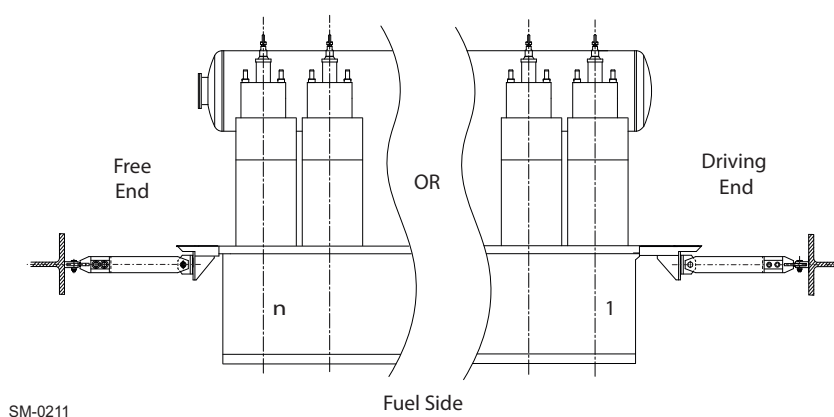 Free
End
OR
Driving
End
n
1
SM-0211
Fuel Side